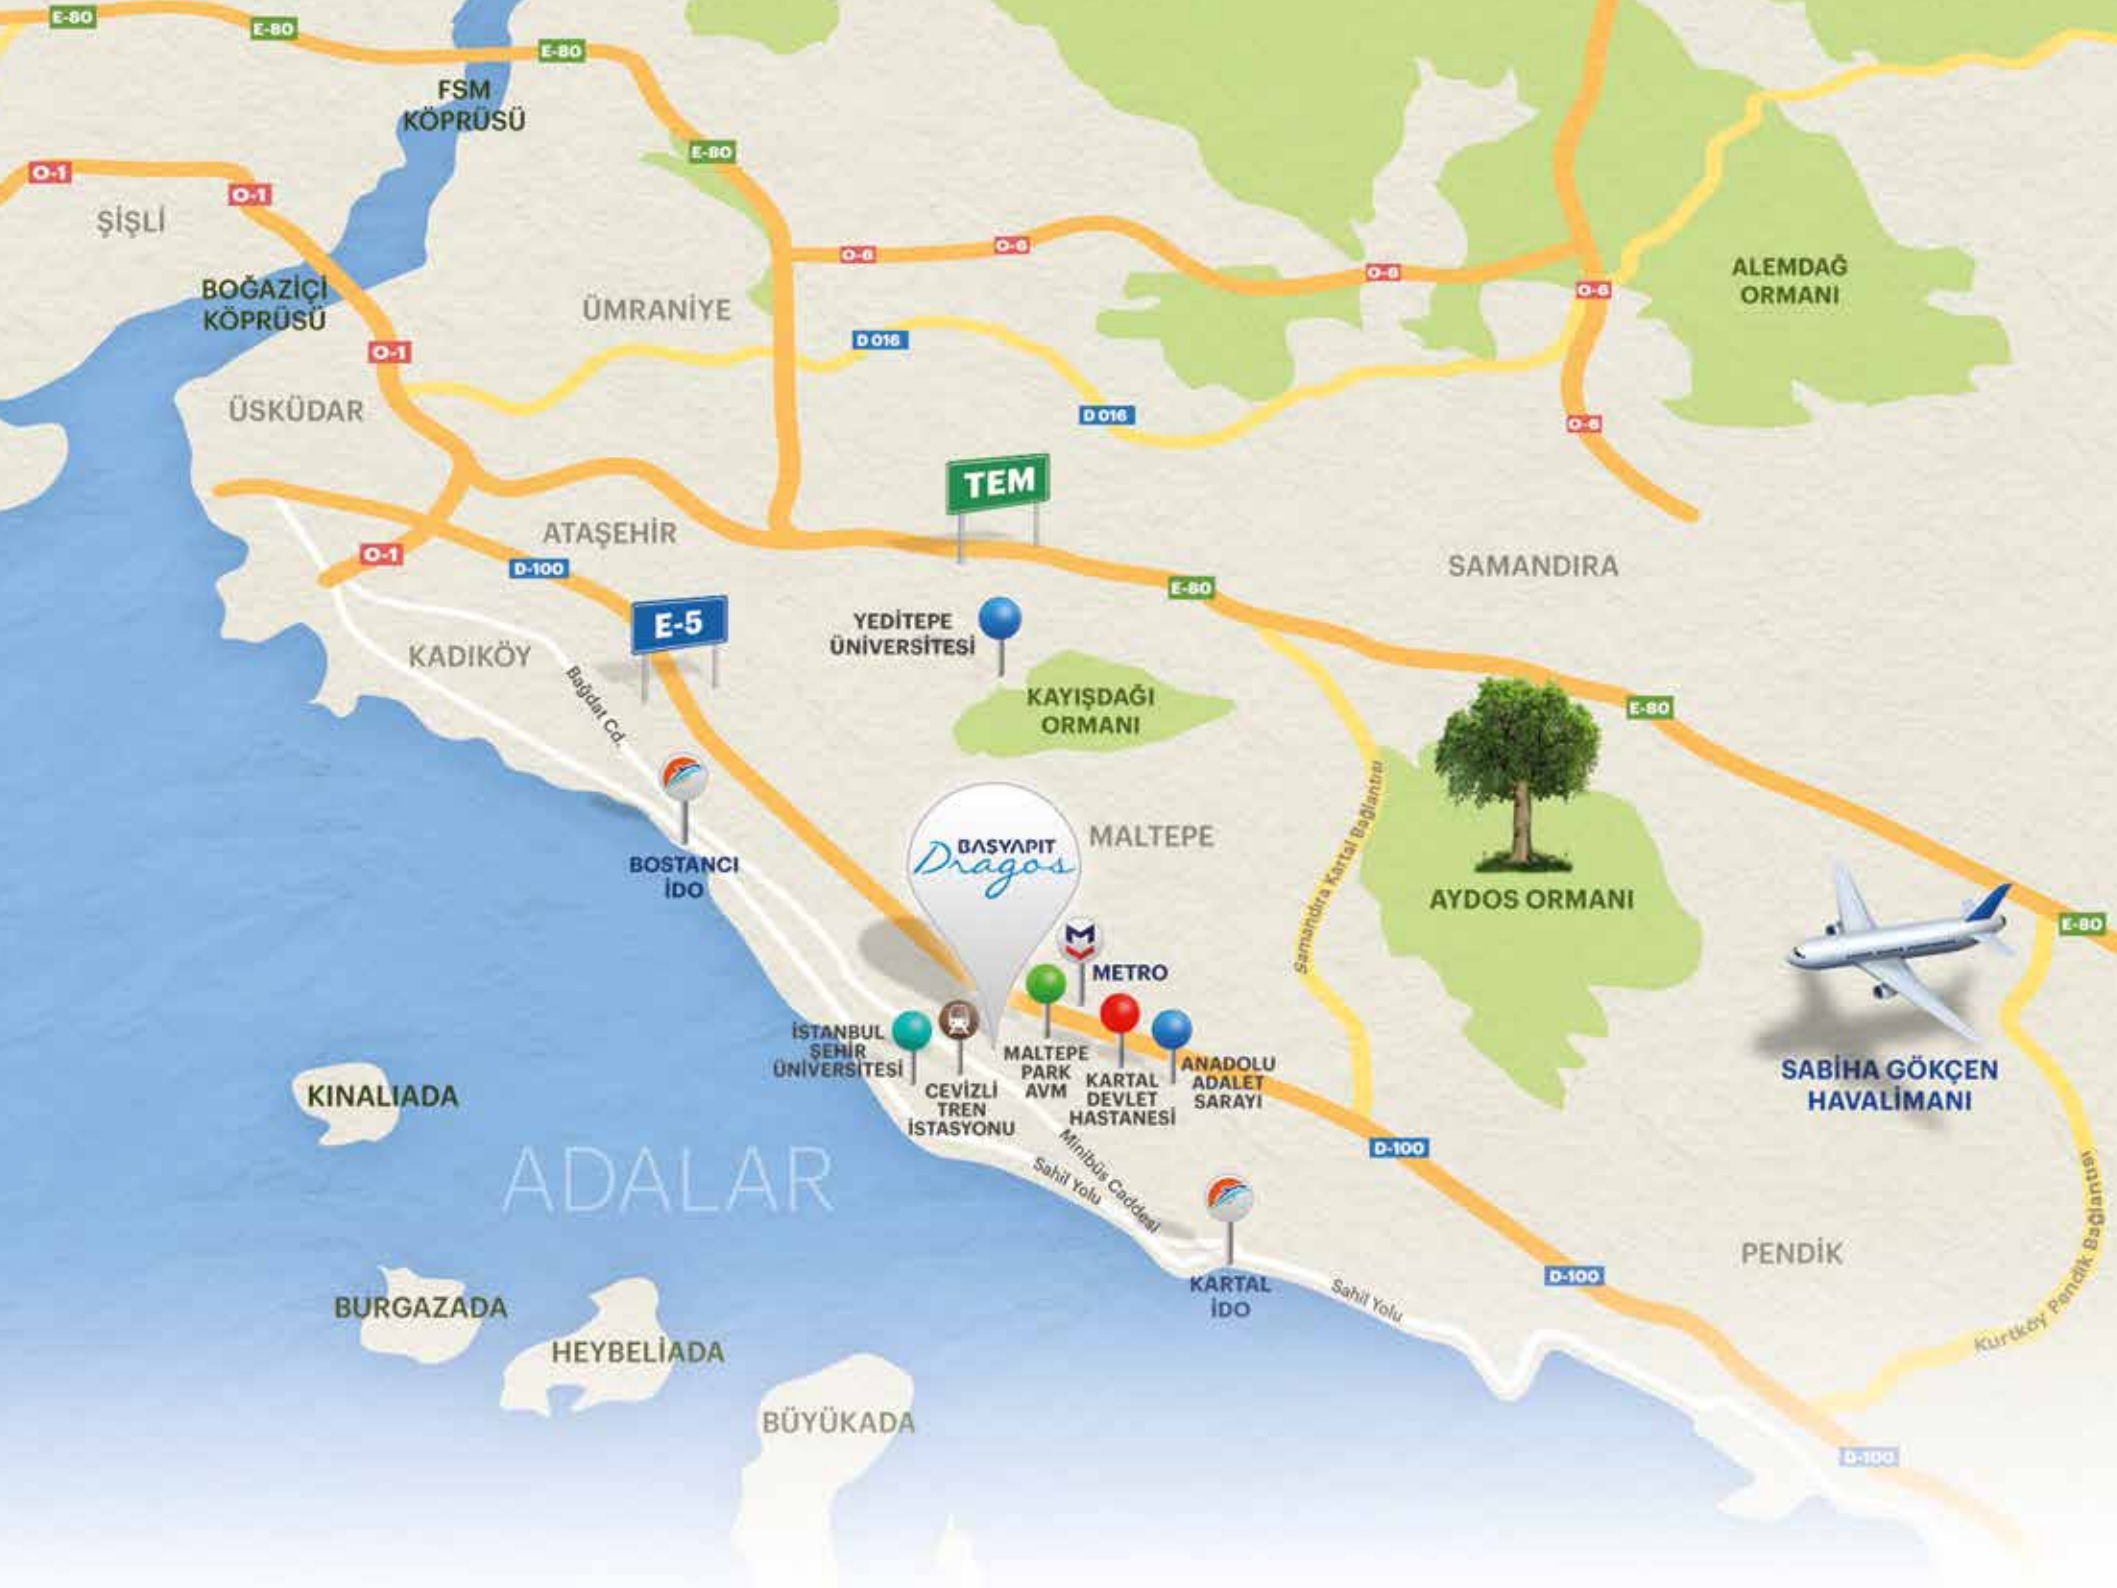 E-80
E-80
E-80
FSM
KÖPRÜSÜ
E-80
O-1
O-1
ŞİŞLİ
O-6
O-6
O-6
O-6
ALEMDAĞ
ORMANI
BOĞAZİÇİ
KÖPRÜSÜ
ÜMRANİYE
D 016
O-1
ÜSKÜDAR
D 016
O-6
TEM
ATAŞEHİR
O-1
D-100
SAMANDIRA
E-80
E-5
YEDİTEPE
ÜNİVERSİTESİ
KADIKÖY
Bağdat Cd.
KAYIŞDAĞI
ORMANI
E-80
BAŞYAPIT
Dragos
MALTEPE
Samandıra Kartal Bağlantısı
BOSTANCI
İDO
AYDOS ORMANI
E-80
METRO
İSTANBUL
ŞEHİR
ÜNİVERSİTESİ
CEVİZLİ
TREN
İSTASYONU
MALTEPE
PARK
AVM
KARTAL
DEVLET
HASTANESİ
ANADOLU
ADALET
SARAYI
SABİHA GÖKÇEN
HAVALİMANI
KINALIADA
ADALAR
Minibüs Caddesi
Sahil Yolu
D-100
KARTAL
İDO
Sahil Yolu
D-100
PENDİK
Kurtköy Pendik Bağlantısı
BURGAZADA
HEYBELİADA
BÜYÜKADA
D-100